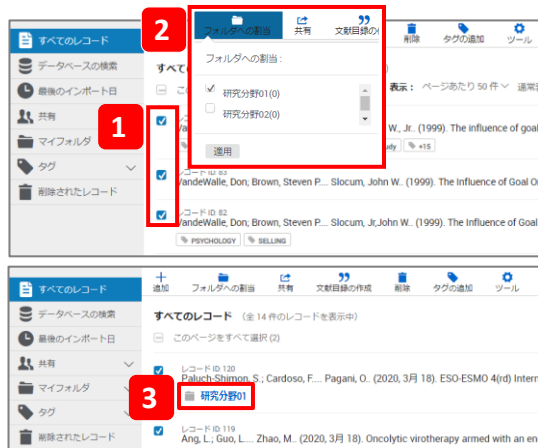 すべてのレコード
データベースの検索
最後のインポート日
共有
マイフォルダ
タグ
削除されたレコード
2
フォルダへの割当
共有
文献目録の
削除
タグの追加
ツール
フォルダへの割当 :
研究分野01(0)
研究分野02(0)
適用
すべて
こ
表示： ページあたり 50 件 通常
1
W., Jr.. (1999). The influence of goal
+15
レコード ID: 83
VandeWalle, Don; Brown, Steven P.... Slocum, John W.. (1999). The Influence of Goal O
レコード ID: 82
VandeWalle, Don; Brown, Steven P.... Slocum, Jr,John W.. (1999). The Influence of Goal
PSYCHOLOGY
SELLING
すべてのレコード
データベースの検索
最後のインポート日
共有
マイフォルダ
タグ
削除されたレコード
追加
フォルダへの割当
共有
文献目録の作成
削除
タグの追加
ツール
すべてのレコード （全 14 件のレコードを表示中）
このページをすべて選択 (2)
レコード ID: 120
Paluch-Shimon, S.; Cardoso, F.... Pagani, O.. (2020, 3月 18). ESO-ESMO 4(rd) Intern
3
研究分野01
レコード ID: 119
Ang, L.; Guo, L.... Zhao, M.. (2020, 3月 18). Oncolytic virotherapy armed with an en